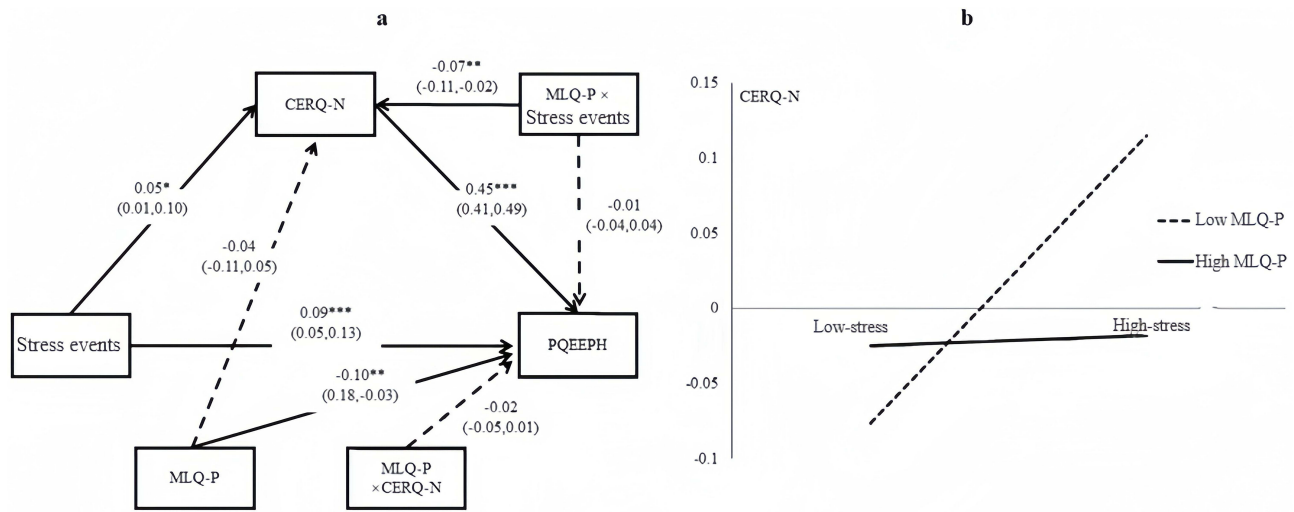 a
-0.07**
(-0.11,-0.02)
CERQ-N
MLQ-P ×
Stress events
0.05*
(0.01,0.10)
0.45***
(0.41,0.49)
-0.01
(-0.04,0.04)
-0.04
(-0.11,0.05)
0.09***
(0.05,0.13)
Stress events
PQEEPH
-0.10**
(0.18,-0.03)
-0.02
(-0.05,0.01)
MLQ-P
MLQ-P
×CERQ-N
b
0.15
CERQ-N
0.1
0.05
0
-0.05
-0.1
Low-stress
High-stress
Low MLQ-P
High MLQ-P